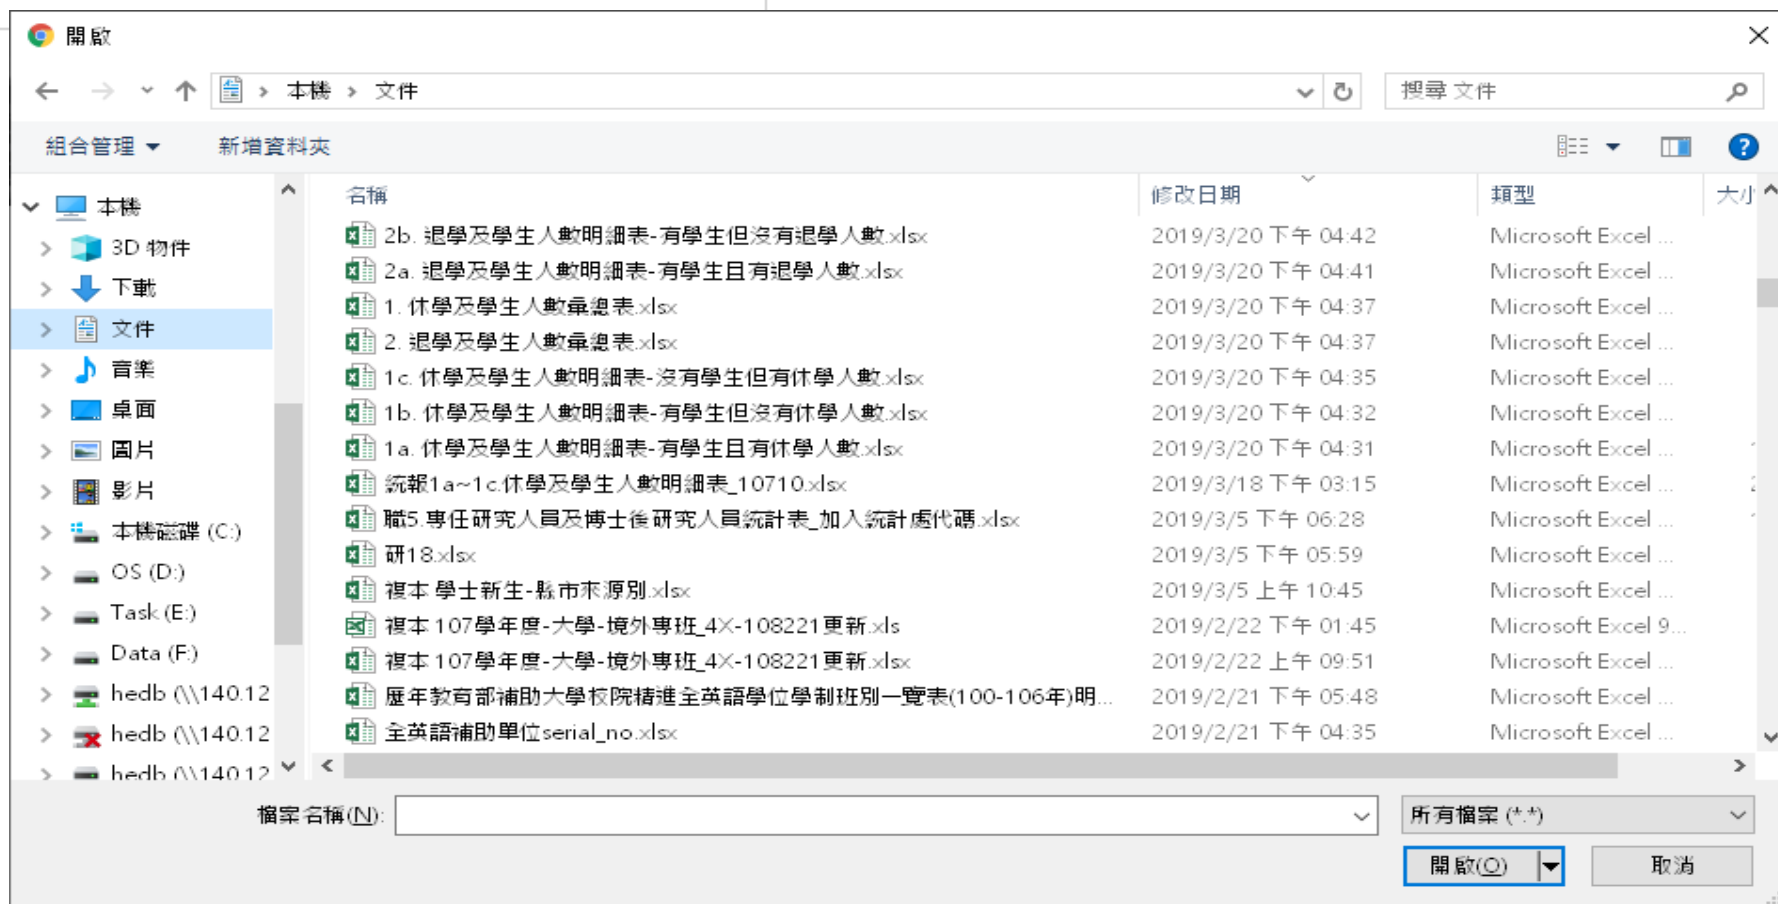 開啟
本機 › 文件
搜尋 文件
組合管理
新增資料夾
名稱
修改日期
類型
大小
本機
3D 物件
下載
文件
音樂
桌面
圖片
影片
本機磁碟 (C:)
OS (D:)
Task (E:)
Data (F:)
hedb (\\140.12
hedb (\\140.12
hedb (\\140.12
2b. 退學及學生人數明細表-有學生但沒有退學人數.xlsx 2019/3/20 下午 04:42 Microsoft Excel ...
2a. 退學及學生人數明細表-有學生且有退學人數.xlsx 2019/3/20 下午 04:41 Microsoft Excel ...
1. 休學及學生人數彙總表.xlsx 2019/3/20 下午 04:37 Microsoft Excel ...
2. 退學及學生人數彙總表.xlsx 2019/3/20 下午 04:37 Microsoft Excel ...
1c. 休學及學生人數明細表-沒有學生但有休學人數.xlsx 2019/3/20 下午 04:35 Microsoft Excel ...
1b. 休學及學生人數明細表-有學生但沒有休學人數.xlsx 2019/3/20 下午 04:32 Microsoft Excel ...
1a. 休學及學生人數明細表-有學生且有休學人數.xlsx 2019/3/20 下午 04:31 Microsoft Excel ...
統報1a~1c.休學及學生人數明細表_10710.xlsx 2019/3/18 下午 03:15 Microsoft Excel ...
職5.專任研究人員及博士後研究人員統計表_加入統計處代碼.xlsx 2019/3/5 下午 06:28 Microsoft Excel ...
研18.xlsx 2019/3/5 下午 05:59 Microsoft Excel ...
複本 學士新生-縣市來源別.xlsx 2019/3/5 上午 10:45 Microsoft Excel ...
複本 107學年度-大學-境外專班_4X-108221更新.xls 2019/2/22 下午 01:45 Microsoft Excel 9...
複本 107學年度-大學-境外專班_4X-108221更新.xlsx 2019/2/22 上午 09:51 Microsoft Excel ...
歷年教育部補助大學校院精進全英語學位學制班別一覽表(100-106年)明... 2019/2/21 下午 05:48 Microsoft Excel ...
全英語補助單位serial_no.xlsx 2019/2/21 下午 04:35 Microsoft Excel ...
檔案名稱(N):
所有檔案 (*.*)
開啟(O)
取消